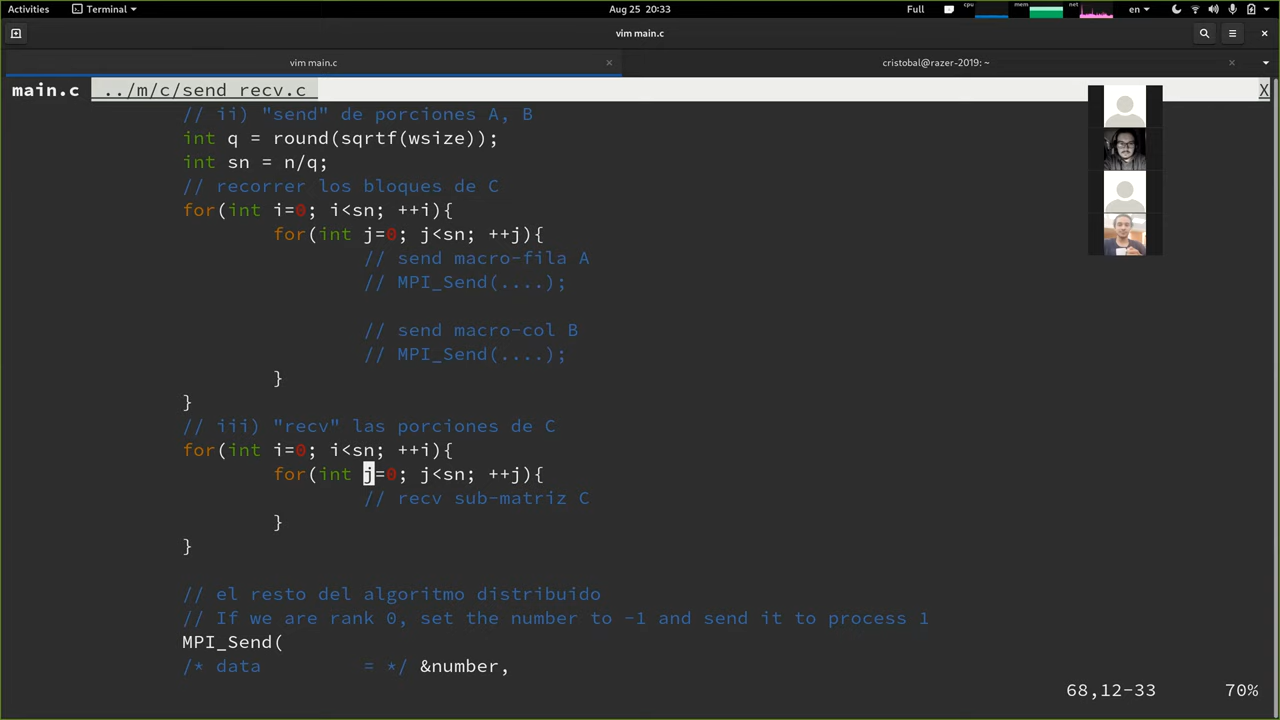 Activities Terminal Aug 25 20:33 Full cpu mem net en
vim main.c
vim main.c cristobal@razer-2019: ~
main.c ../m/c/send_recv.c X
// ii) "send" de porciones A, B
int q = round(sqrtf(wsize));
int sn = n/q;
// recorrer los bloques de C
for(int i=0; i<sn; ++i){
for(int j=0; j<sn; ++j){
// send macro-fila A
// MPI_Send(....);
// send macro-col B
// MPI_Send(....);
}
}
// iii) "recv" las porciones de C
for(int i=0; i<sn; ++i){
for(int j=0; j<sn; ++j){
// recv sub-matriz C
}
}
// el resto del algoritmo distribuido
// If we are rank 0, set the number to -1 and send it to process 1
MPI_Send(
/* data = */ &number,
68,12-33 70%